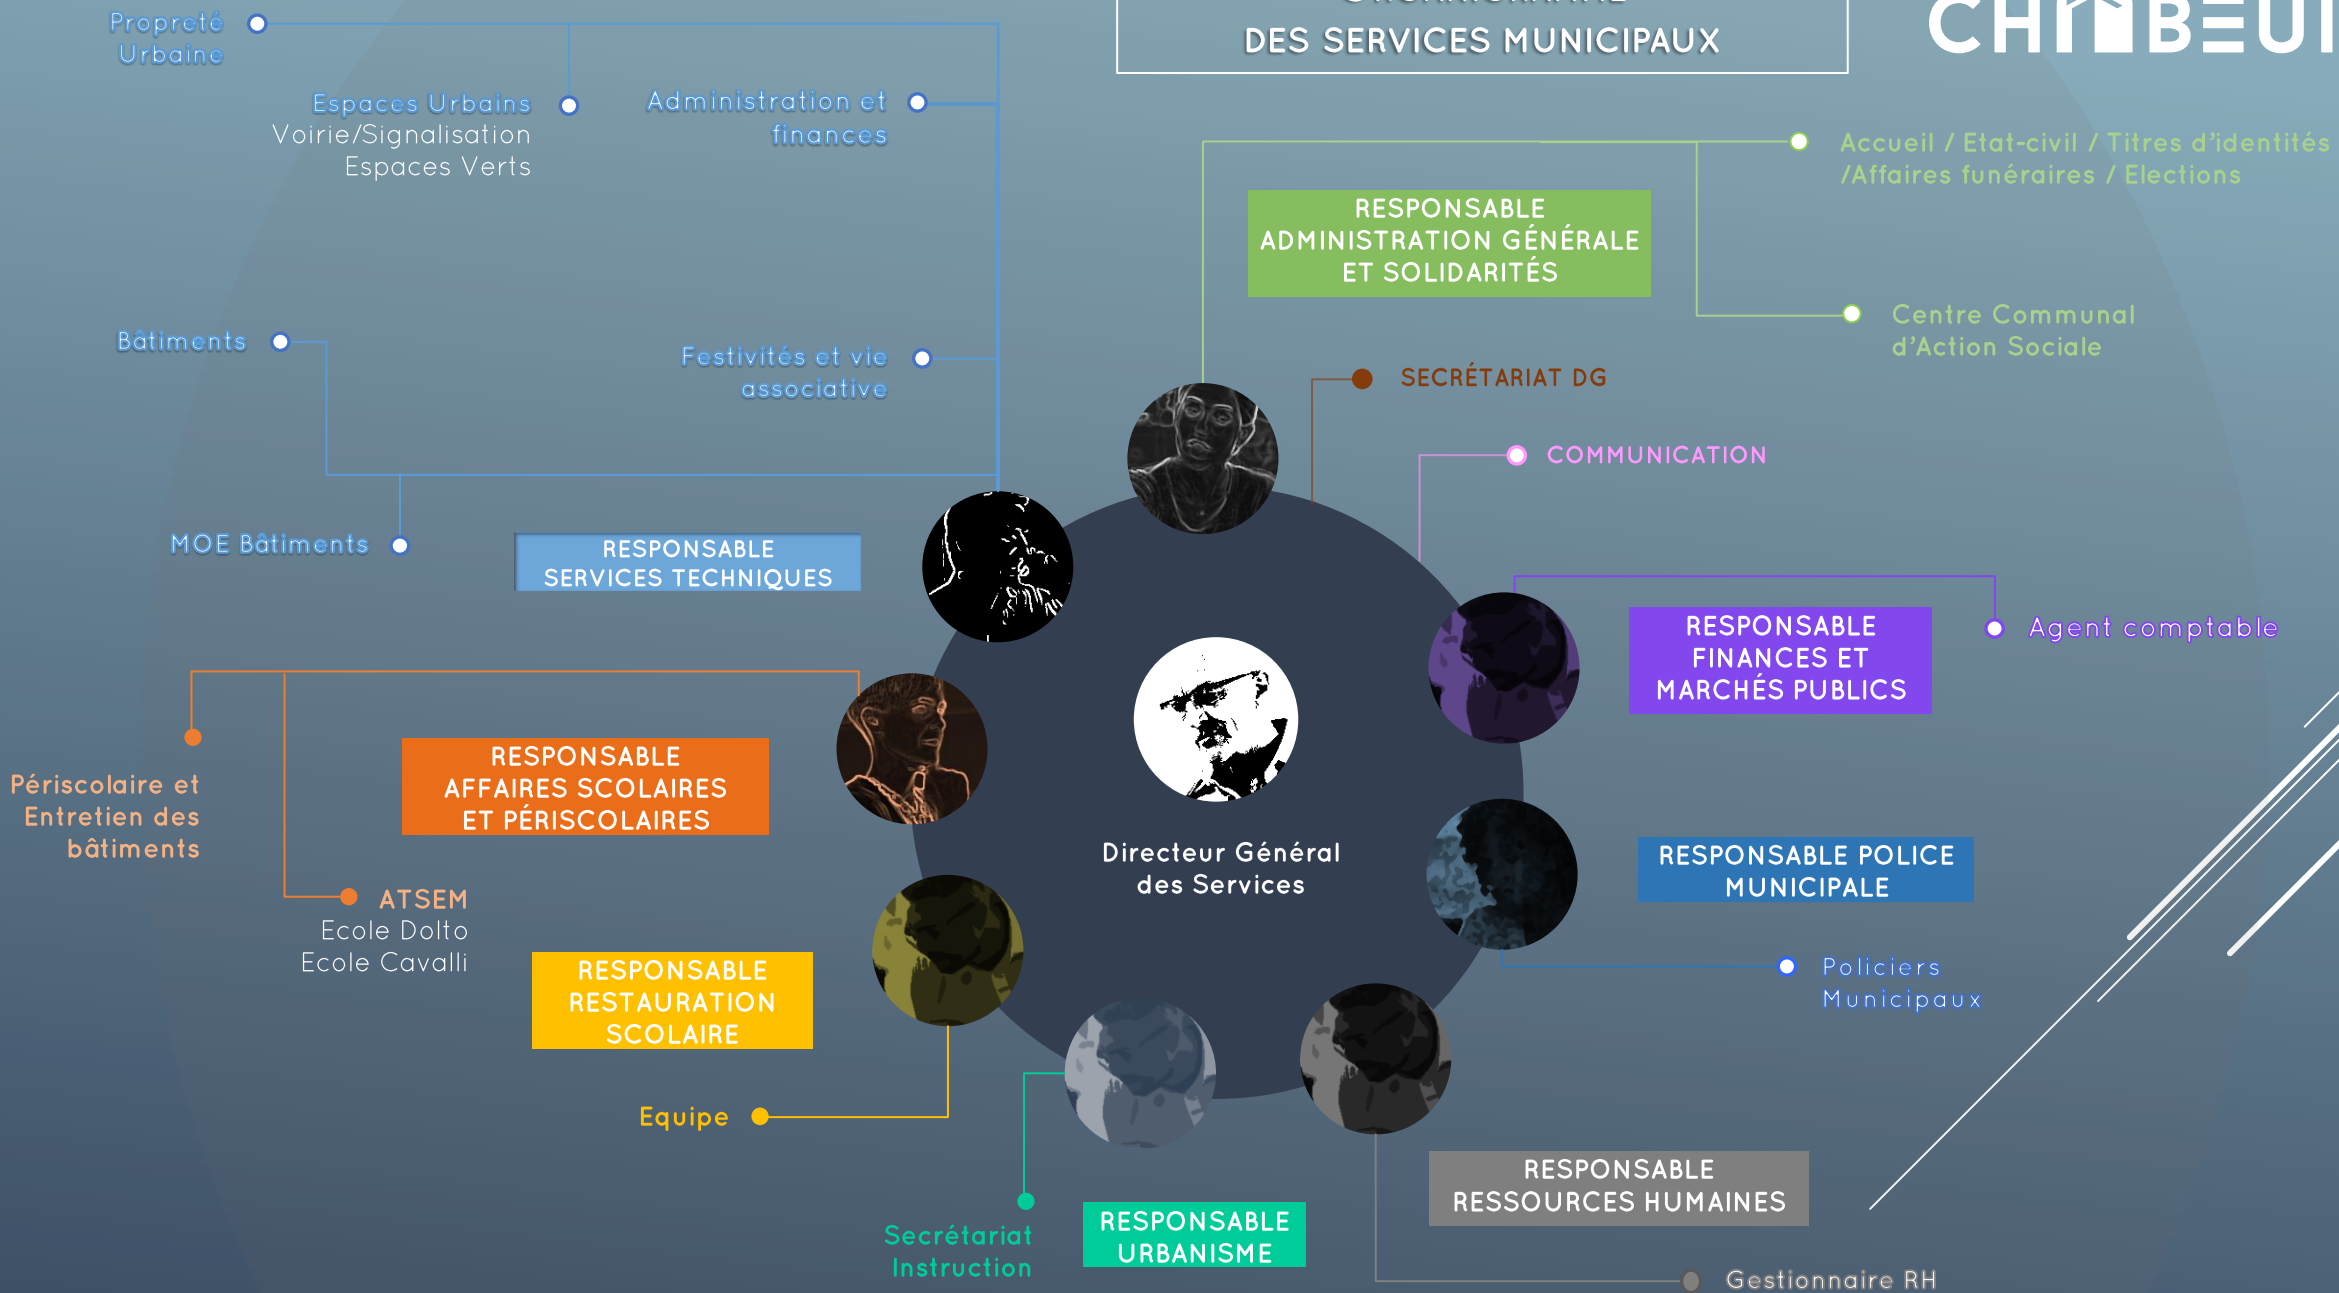 DES SERVICES MUNICIPAUX
Propreté
Urbaine
Espaces Urbains
Voirie/Signalisation
Espaces Verts
Administration et
finances
Bâtiments
Festivités et vie
associative
MOE Bâtiments
RESPONSABLE
SERVICES TECHNIQUES
RESPONSABLE
ADMINISTRATION GÉNÉRALE
ET SOLIDARITÉS
Accueil / Etat-civil / Titres d’identités
/Affaires funéraires / Elections
Centre Communal
d’Action Sociale
SECRÉTARIAT DG
COMMUNICATION
RESPONSABLE
FINANCES ET
MARCHÉS PUBLICS
Agent comptable
RESPONSABLE
AFFAIRES SCOLAIRES
ET PÉRISCOLAIRES
Périscolaire et
Entretien des
bâtiments
ATSEM
Ecole Dolto
Ecole Cavalli
Directeur Général
des Services
RESPONSABLE POLICE
MUNICIPALE
Policiers
Municipaux
RESPONSABLE
RESTAURATION
SCOLAIRE
Equipe
Secrétariat
Instruction
RESPONSABLE
URBANISME
RESPONSABLE
RESSOURCES HUMAINES
Gestionnaire RH